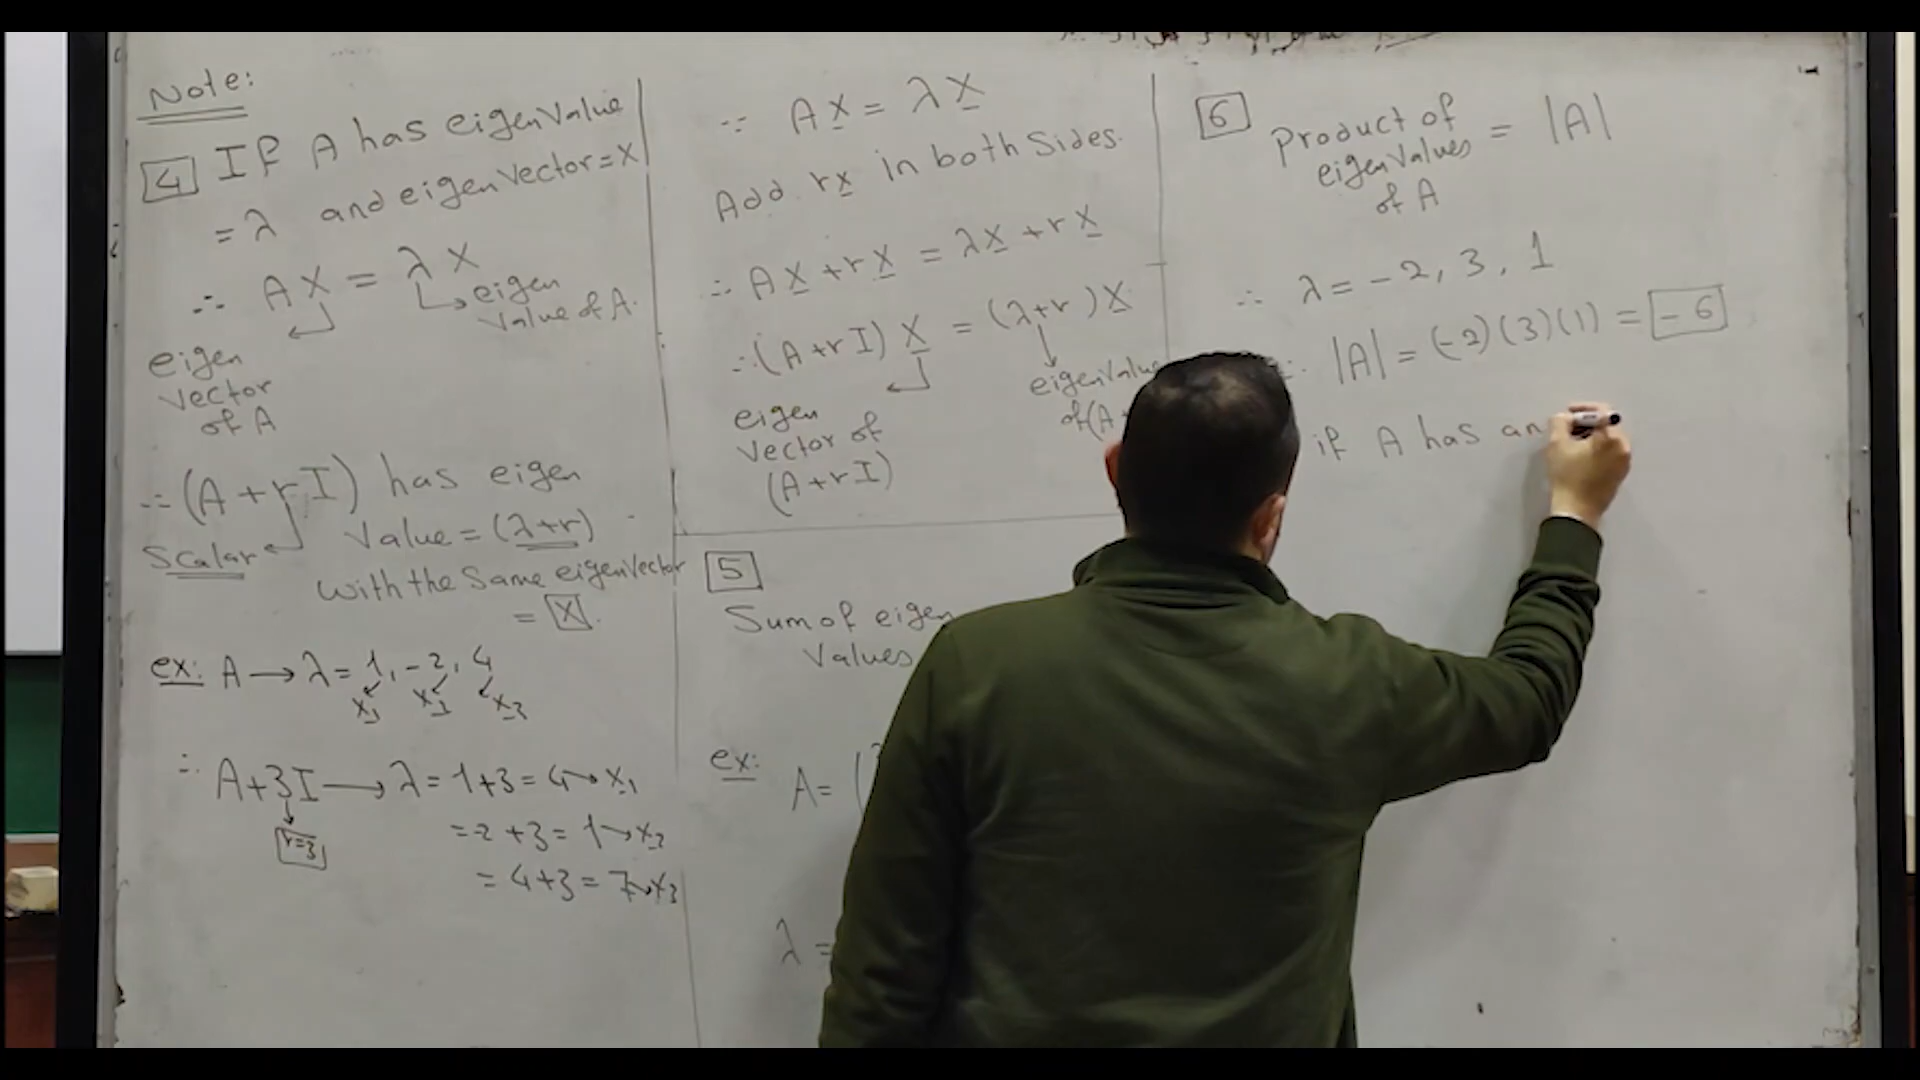 Note:
4 If A has eigenvalue
= λ and eigenvector = X
∴ AX = λX
eigen
value of A.
eigen
vector
of A
∴ (A + rI) has eigen
Scalar
Value = (λ+r)
with the same eigenvector
= X.
ex: A → λ = 1, -2, 4
X1
X3
∴ A+3I → λ = 1+3 = 4 → X1
r=3
= -2 + 3 = 1 → X2
= 4+3 = 7 → X3
∵ AX = λX
Add rX in both sides.
∴ AX + rX = λX + rX
∴ (A + rI) X = (λ+r) X
eigen
vector of
(A + rI)
eigenvalue
of (A
5
Sum of eigen
Values
ex:
A = (
λ =
6 Product of
eigenvalues = |A|
of A
∴ λ = -2, 3, 1
∴ |A| = (-2)(3)(1) = -6
if A has an